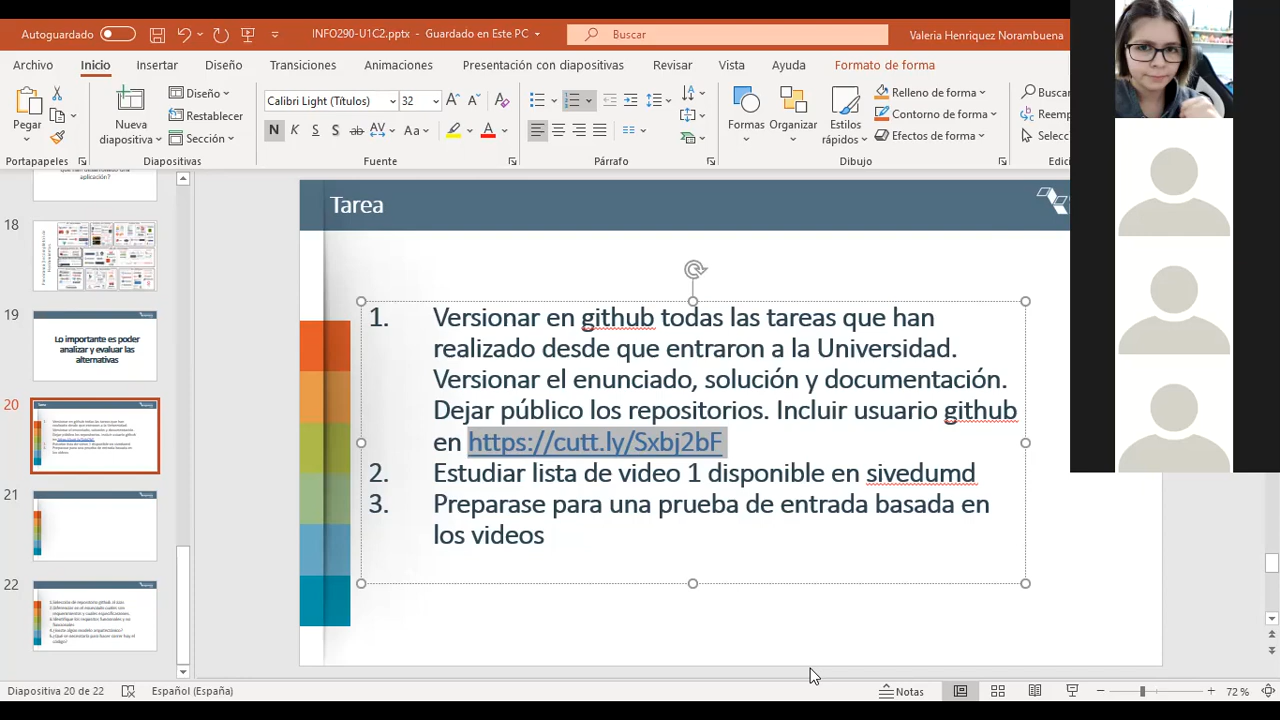 Autoguardado
INFO290-U1C2.pptx - Guardado en Este PC
Buscar
Valeria Henriquez Norambuena
Archivo Inicio Insertar Diseño Transiciones Animaciones Presentación con diapositivas Revisar Vista Ayuda Formato de forma
Pegar
Nueva diapositiva
Diseño
Restablecer
Sección
Calibri Light (Títulos) 32
N K S S ab AV Aa A
Formas
Organizar
Estilos rápidos
Relleno de forma
Contorno de forma
Efectos de forma
Buscar
Reemp
Selecc
Portapapeles Diapositivas Fuente Párrafo Dibujo Edici
aplicación?
18
19
Lo importante es poder
analizar y evaluar las
alternativas
20
21
22
Tarea
1. Versionar en github todas las tareas que han
realizado desde que entraron a la Universidad.
Versionar el enunciado, solución y documentación.
Dejar público los repositorios. Incluir usuario github
en https://cutt.ly/Sxbj2bF
2. Estudiar lista de video 1 disponible en sivedumd
3. Preparase para una prueba de entrada basada en
los videos
Diapositiva 20 de 22 Español (España) Notas 72 %